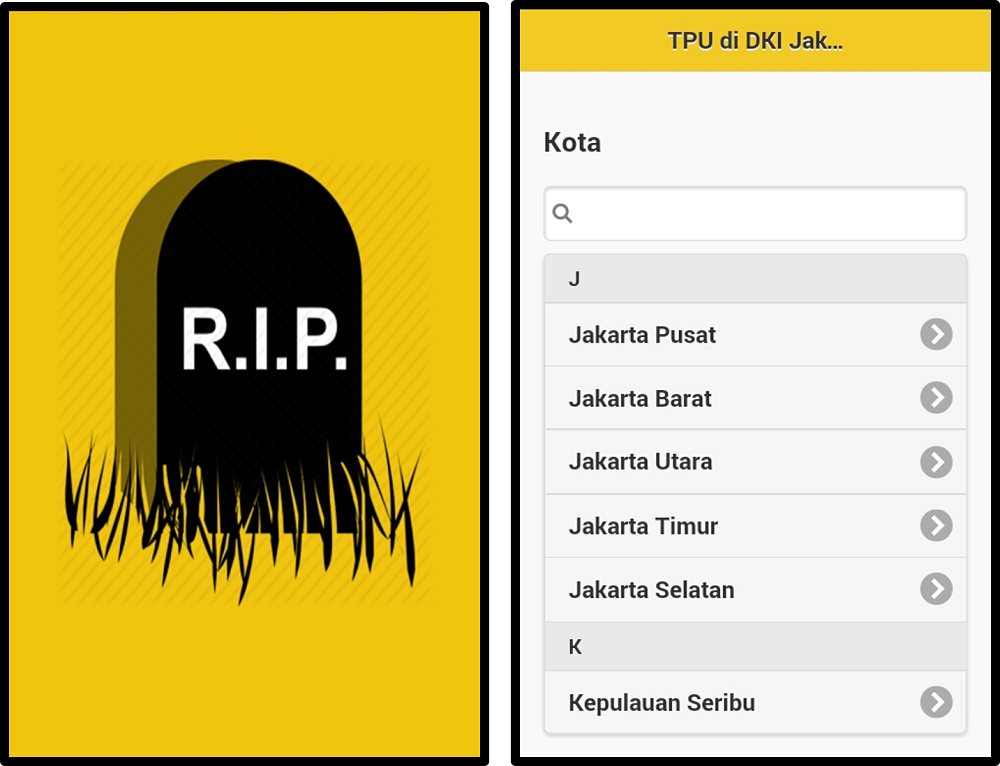 R.I.P.
TPU di DKI Jak...
Kota
J
Jakarta Pusat
Jakarta Barat
Jakarta Utara
Jakarta Timur
Jakarta Selatan
K
Kepulauan Seribu